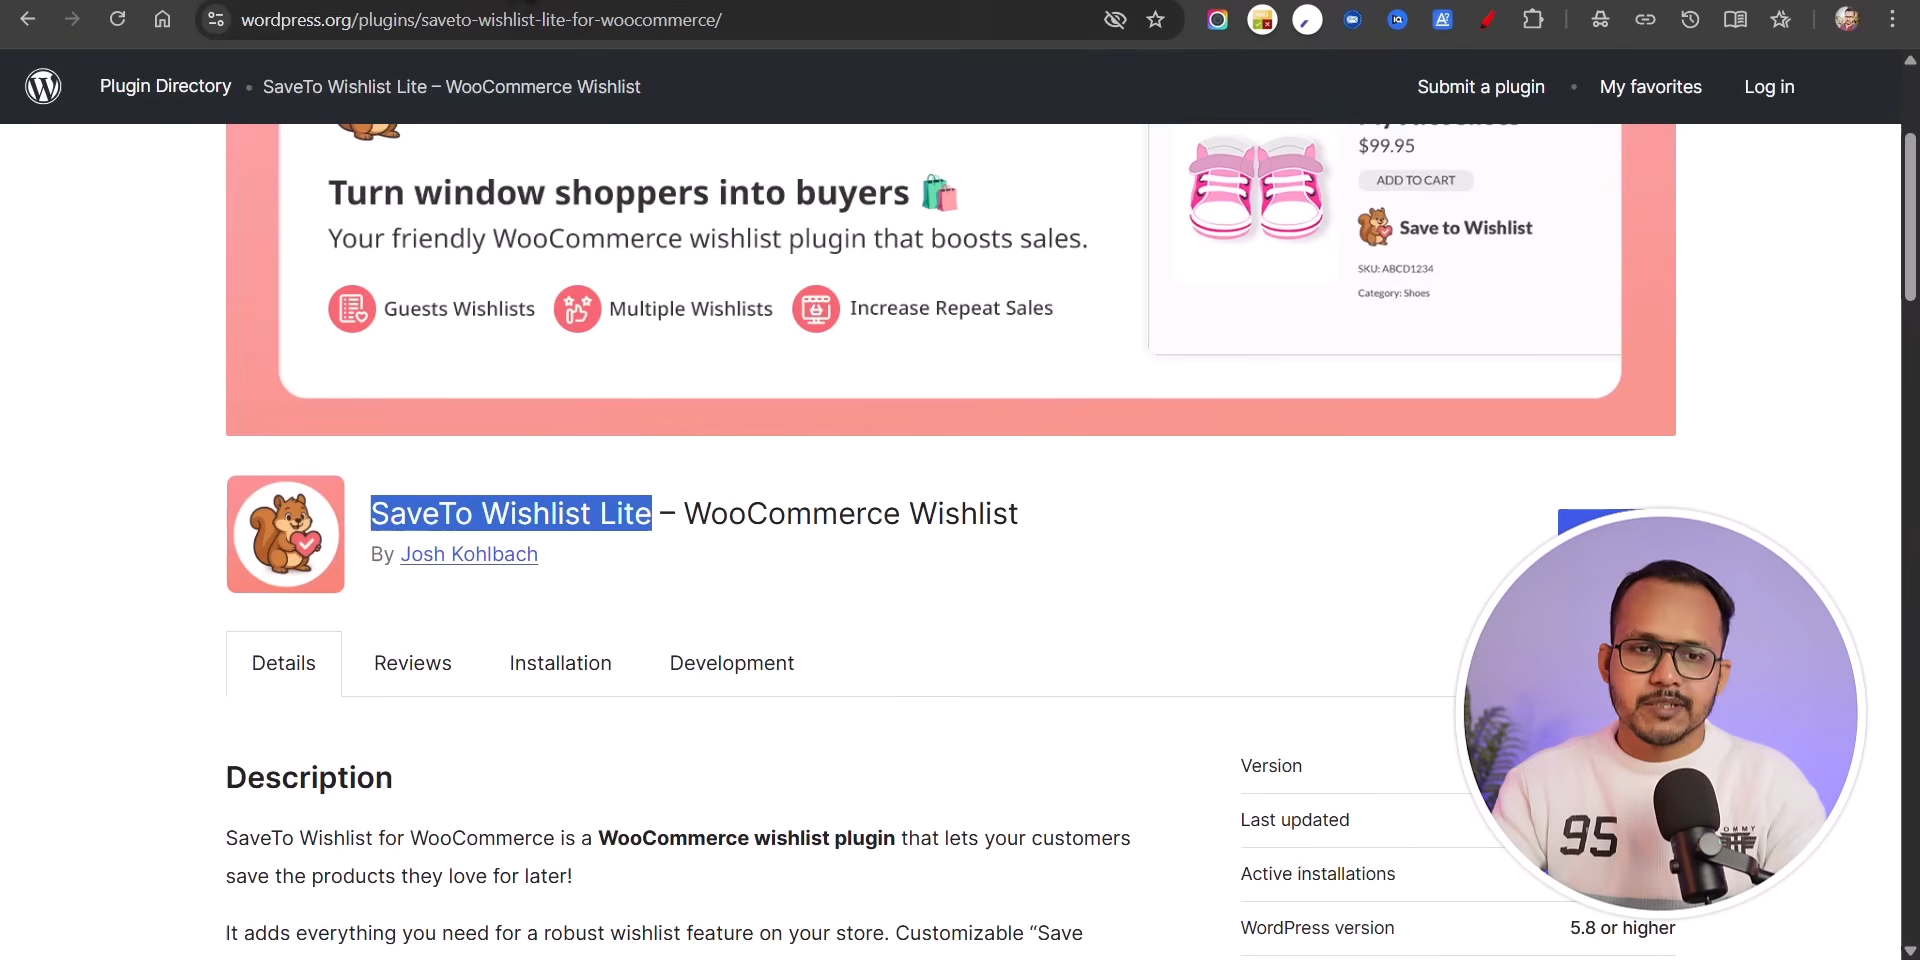 wordpress.org/plugins/saveto-wishlist-lite-for-woocommerce/
Plugin Directory • SaveTo Wishlist Lite – WooCommerce Wishlist
Submit a plugin • My favorites Log in
Turn window shoppers into buyers
Your friendly WooCommerce wishlist plugin that boosts sales.
Guests Wishlists Multiple Wishlists Increase Repeat Sales
$99.95
ADD TO CART
Save to Wishlist
SKU: ABCD1234
Category: Shoes
SaveTo Wishlist Lite – WooCommerce Wishlist
By Josh Kohlbach
Details Reviews Installation Development
Description
SaveTo Wishlist for WooCommerce is a WooCommerce wishlist plugin that lets your customers
save the products they love for later!
It adds everything you need for a robust wishlist feature on your store. Customizable “Save
Version
Last updated
Active installations
WordPress version 5.8 or higher
95